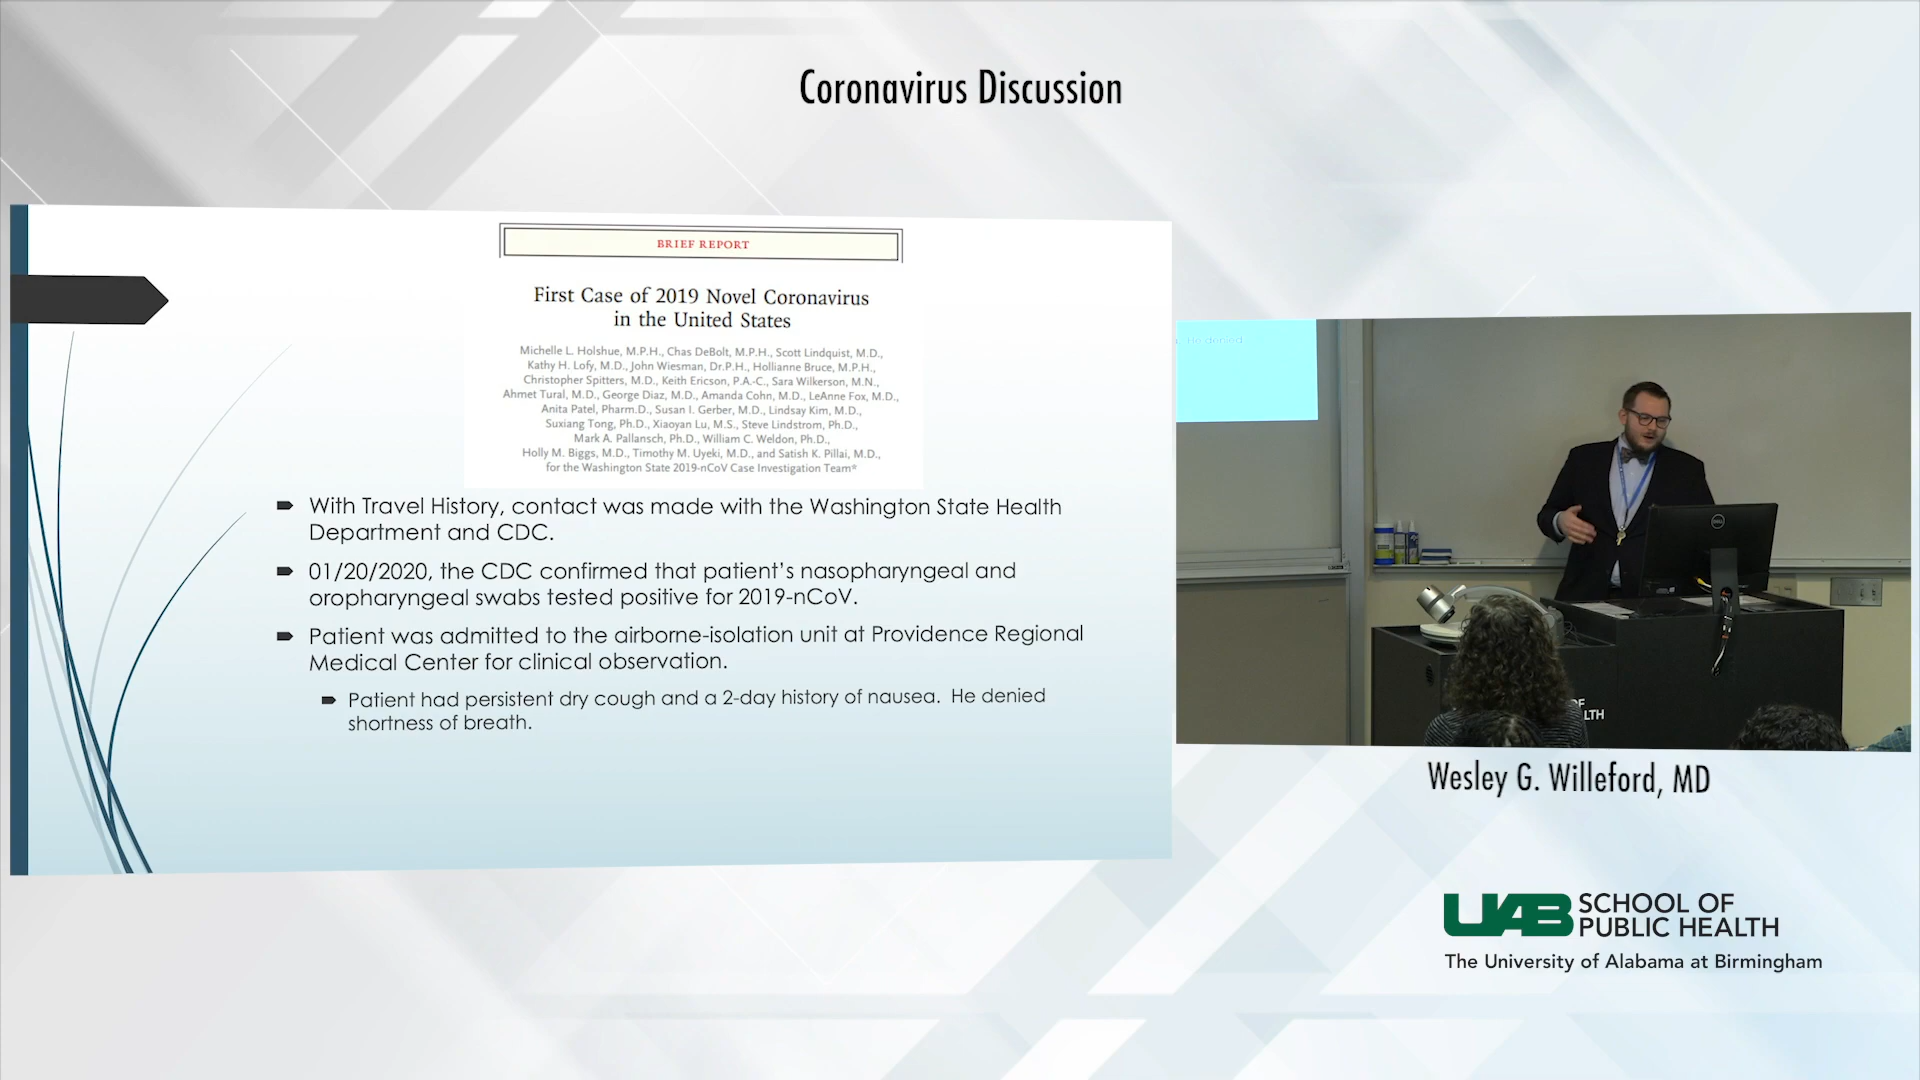 Coronavirus Discussion
BRIEF REPORT
First Case of 2019 Novel Coronavirus
in the United States
Michelle L. Holshue, M.P.H., Chas DeBolt, M.P.H., Scott Lindquist, M.D.,
Kathy H. Lofy, M.D., John Wiesman, Dr.P.H., Hollianne Bruce, M.P.H.,
Christopher Spitters, M.D., Keith Ericson, P.A.-C., Sara Wilkerson, M.N.,
Ahmet Tural, M.D., George Diaz, M.D., Amanda Cohn, M.D., LeAnne Fox, M.D.,
Anita Patel, Pharm.D., Susan I. Gerber, M.D., Lindsay Kim, M.D.,
Suxiang Tong, Ph.D., Xiaoyan Lu, M.S., Steve Lindstrom, Ph.D.,
Mark A. Pallansch, Ph.D., William C. Weldon, Ph.D.,
Holly M. Biggs, M.D., Timothy M. Uyeki, M.D., and Satish K. Pillai, M.D.,
for the Washington State 2019-nCoV Case Investigation Team*
With Travel History, contact was made with the Washington State Health
Department and CDC.
01/20/2020, the CDC confirmed that patient's nasopharyngeal and
oropharyngeal swabs tested positive for 2019-nCoV.
Patient was admitted to the airborne-isolation unit at Providence Regional
Medical Center for clinical observation.
Patient had persistent dry cough and a 2-day history of nausea. He denied
shortness of breath.
He denied
DELL
OF
LTH
Wesley G. Willeford, MD
UAB SCHOOL OF
PUBLIC HEALTH
The University of Alabama at Birmingham